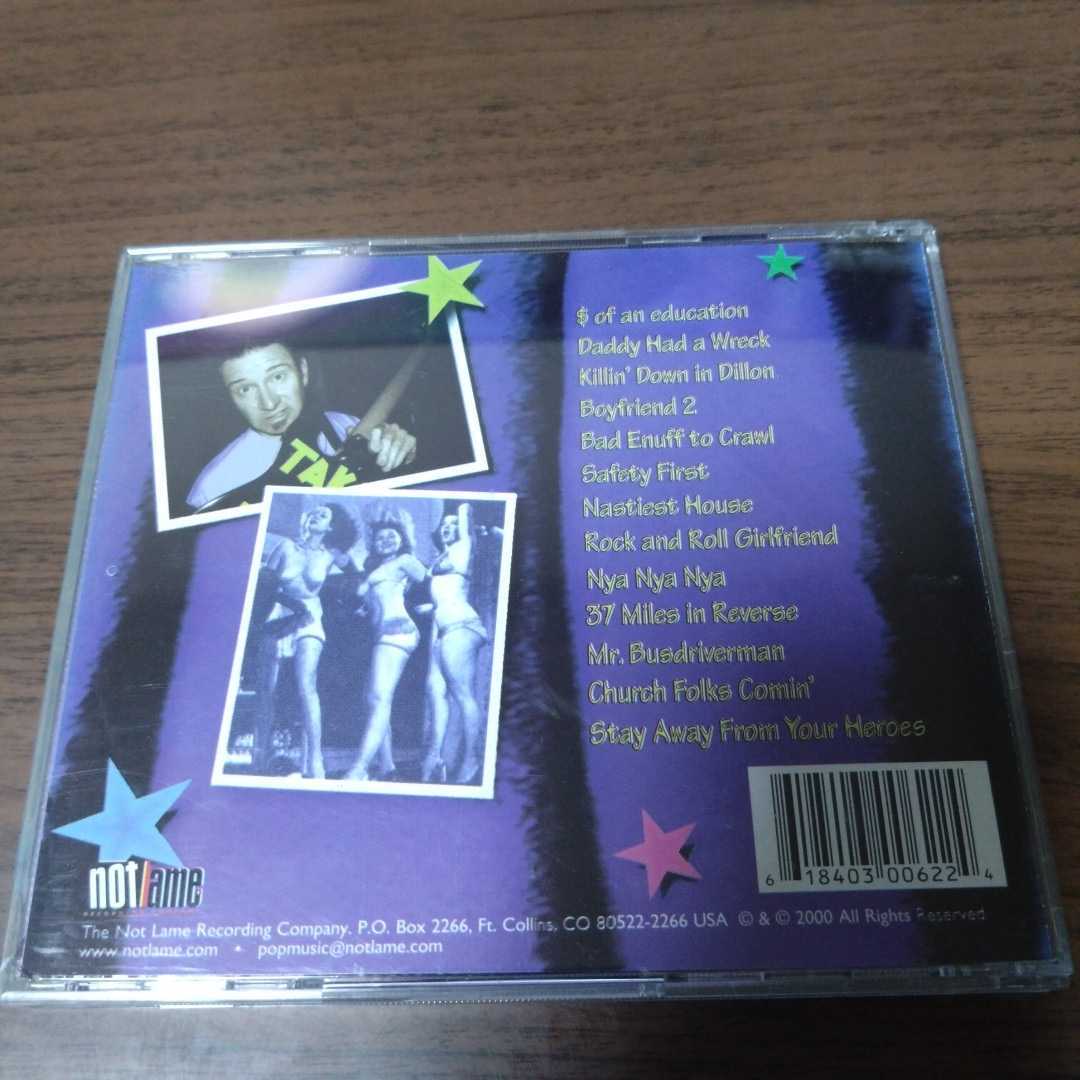 TAK
$ of an education
Daddy Had a Wreck
Killin' Down in Dillon
Boyfriend 2
Bad Enuff to Crawl
Safety First
Nastiest House
Rock and Roll Girlfriend
Nya Nya Nya
37 Miles in Reverse
Mr. Busdriverman
Church Folks Comin'
Stay Away From Your Heroes
6 18403 00622 4
not lame
RECORDING COMPANY
The Not Lame Recording Company. P.O. Box 2266, Ft. Collins, CO 80522-2266 USA © & © 2000 All Rights Reserved
www.notlame.com • popmusic@notlame.com